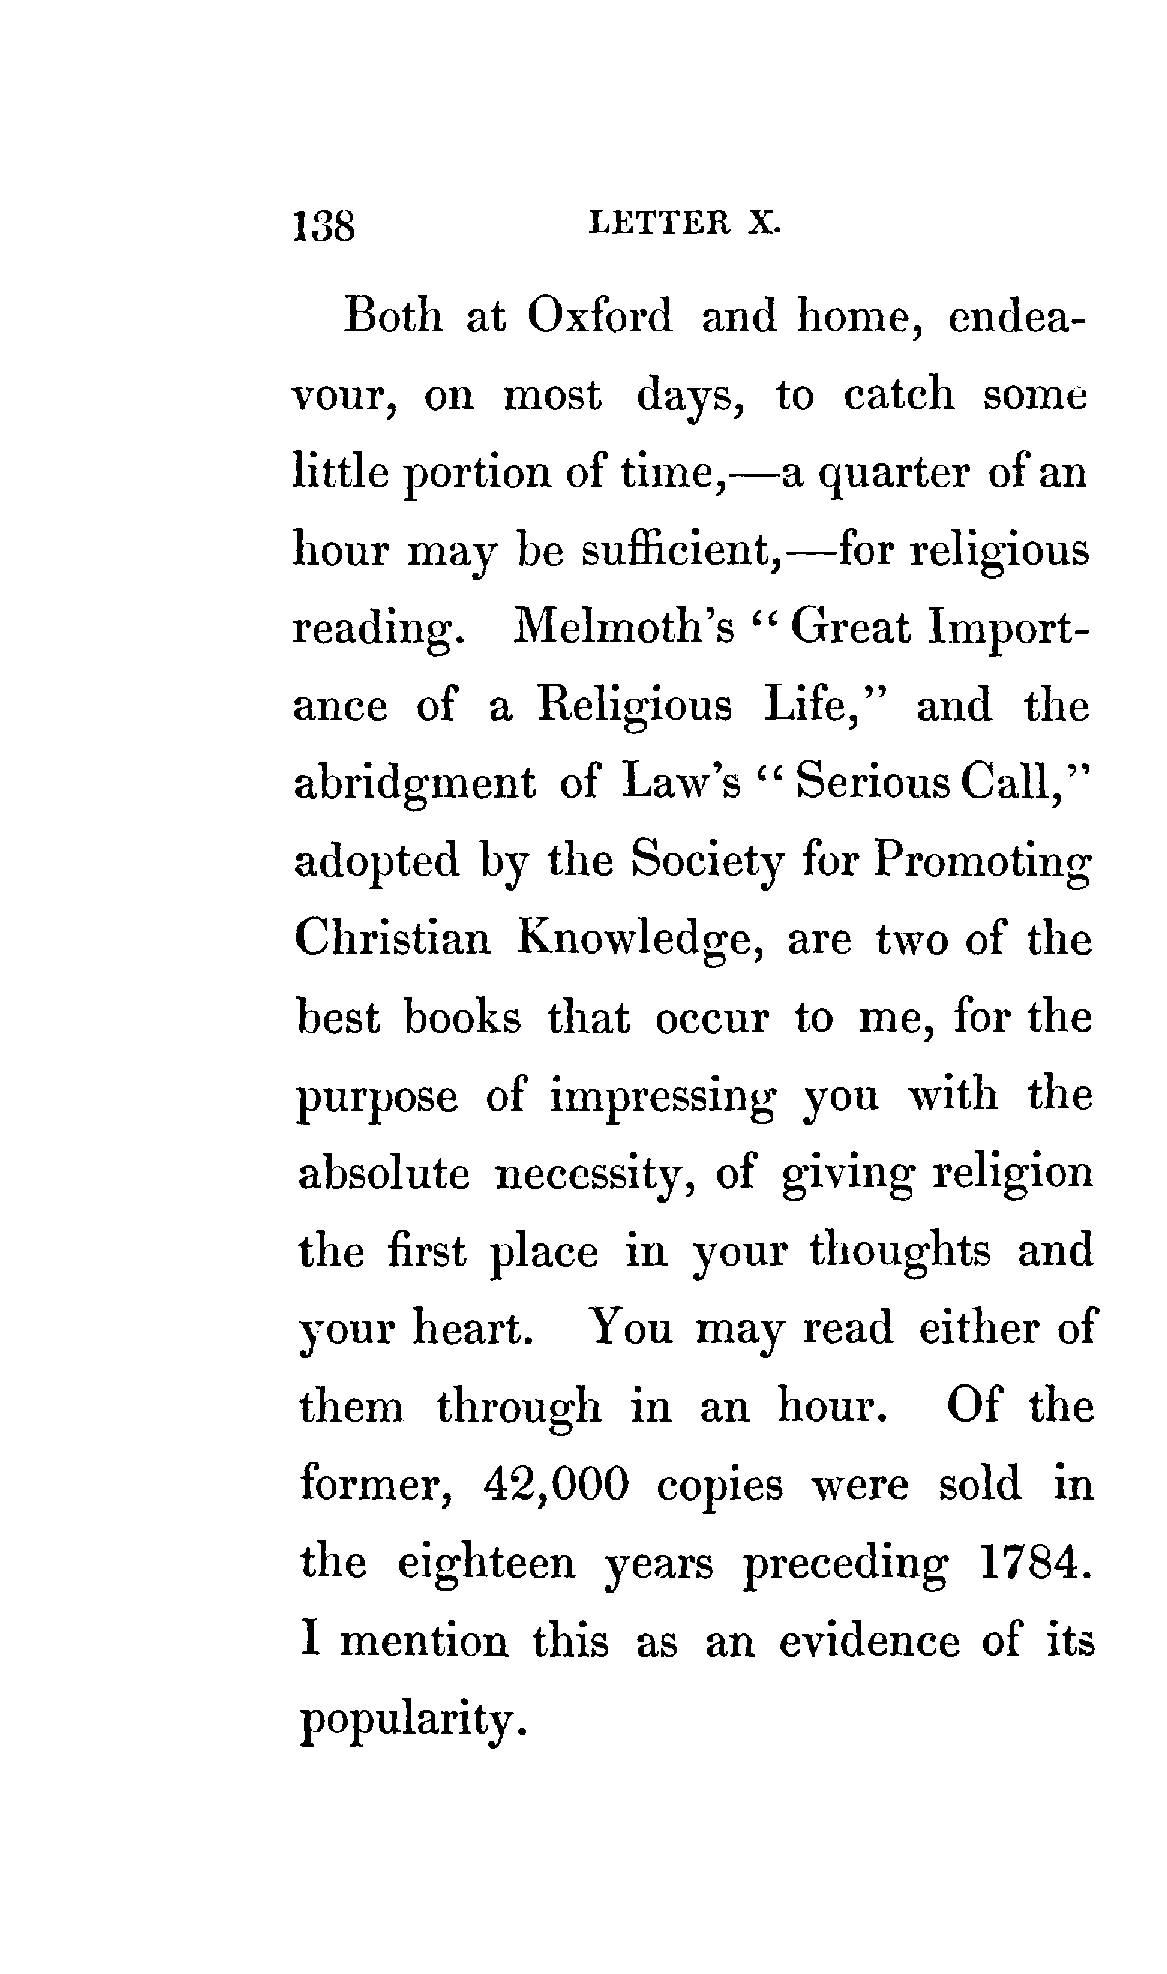 138 LETTER X.
Both at Oxford and home, endea-
vour, on most days, to catch some
little portion of time,—a quarter of an
hour may be sufficient,—for religious
reading. Melmoth's “ Great Import-
ance of a Religious Life,” and the
abridgment of Law's “ Serious Call,”
adopted by the Society for Promoting
Christian Knowledge, are two of the
best books that occur to me, for the
purpose of impressing you with the
absolute necessity, of giving religion
the first place in your thoughts and
your heart. You may read either of
them through in an hour. Of the
former, 42,000 copies were sold in
the eighteen years preceding 1784.
I mention this as an evidence of its
popularity.